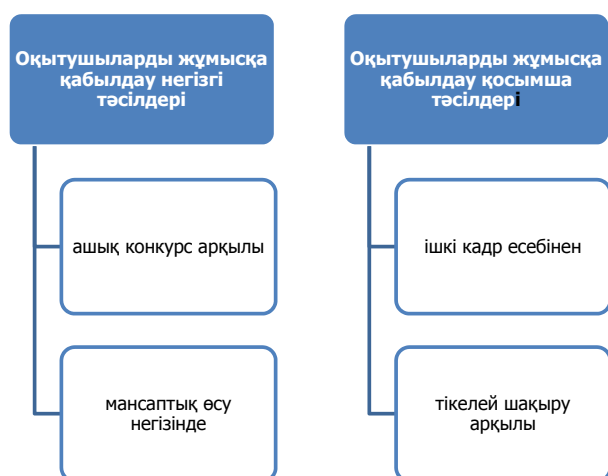 Оқытушыларды жұмысқа
қабылдау негізгі
тәсілдері
ашық конкурс арқылы
мансаптық өсу
негізінде
Оқытушыларды жұмысқа
қабылдау қосымша
тәсілдері
ішкі кадр есебінен
тікелей шақыру
арқылы